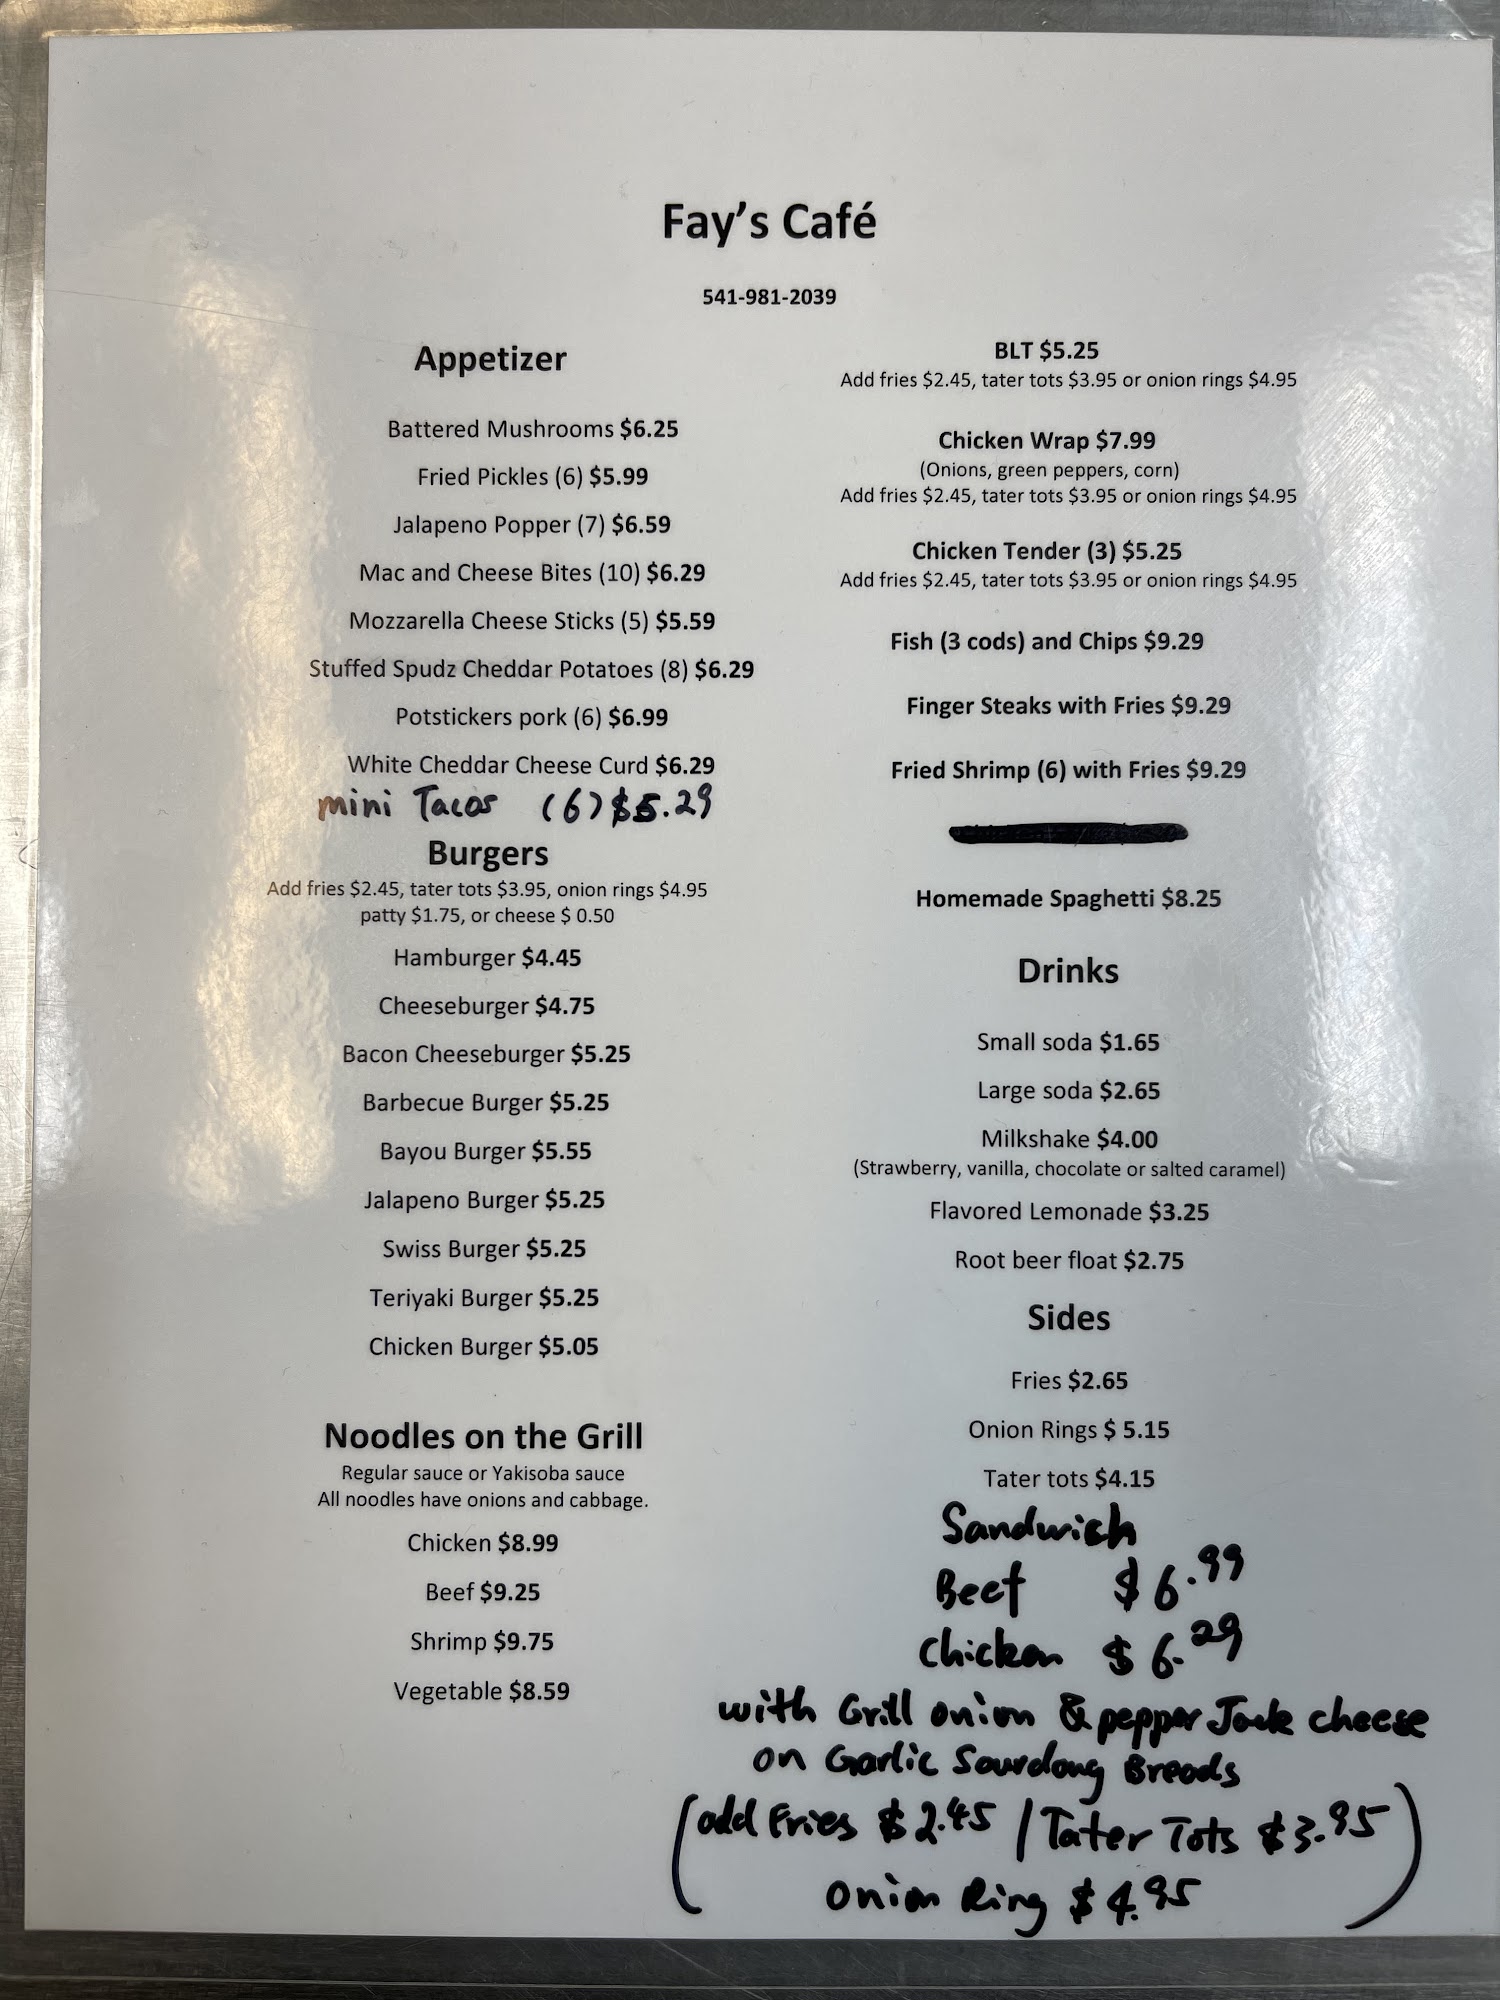 Fay's Café
541-981-2039
Appetizer
Battered Mushrooms $6.25
Fried Pickles (6) $5.99
Jalapeno Popper (7) $6.59
Mac and Cheese Bites (10) $6.29
Mozzarella Cheese Sticks (5) $5.59
Stuffed Spudz Cheddar Potatoes (8) $6.29
Potstickers pork (6) $6.99
White Cheddar Cheese Curd $6.29
mini Tacos (6) $5.29
Burgers
Add fries $2.45, tater tots $3.95, onion rings $4.95
patty $1.75, or cheese $ 0.50
Hamburger $4.45
Cheeseburger $4.75
Bacon Cheeseburger $5.25
Barbecue Burger $5.25
Bayou Burger $5.55
Jalapeno Burger $5.25
Swiss Burger $5.25
Teriyaki Burger $5.25
Chicken Burger $5.05
Noodles on the Grill
Regular sauce or Yakisoba sauce
All noodles have onions and cabbage.
Chicken $8.99
Beef $9.25
Shrimp $9.75
Vegetable $8.59
BLT $5.25
Add fries $2.45, tater tots $3.95 or onion rings $4.95
Chicken Wrap $7.99
(Onions, green peppers, corn)
Add fries $2.45, tater tots $3.95 or onion rings $4.95
Chicken Tender (3) $5.25
Add fries $2.45, tater tots $3.95 or onion rings $4.95
Fish (3 cods) and Chips $9.29
Finger Steaks with Fries $9.29
Fried Shrimp (6) with Fries $9.29
Homemade Spaghetti $8.25
Drinks
Small soda $1.65
Large soda $2.65
Milkshake $4.00
(Strawberry, vanilla, chocolate or salted caramel)
Flavored Lemonade $3.25
Root beer float $2.75
Sides
Fries $2.65
Onion Rings $ 5.15
Tater tots $4.15
Sandwich
Beef $6.99
Chicken $6.29
with Grill onion & pepper Jack cheese
on Garlic Sourdoug Breads
(add Fries $2.45 / Tater Tots $3.95
Onion Ring $4.95)